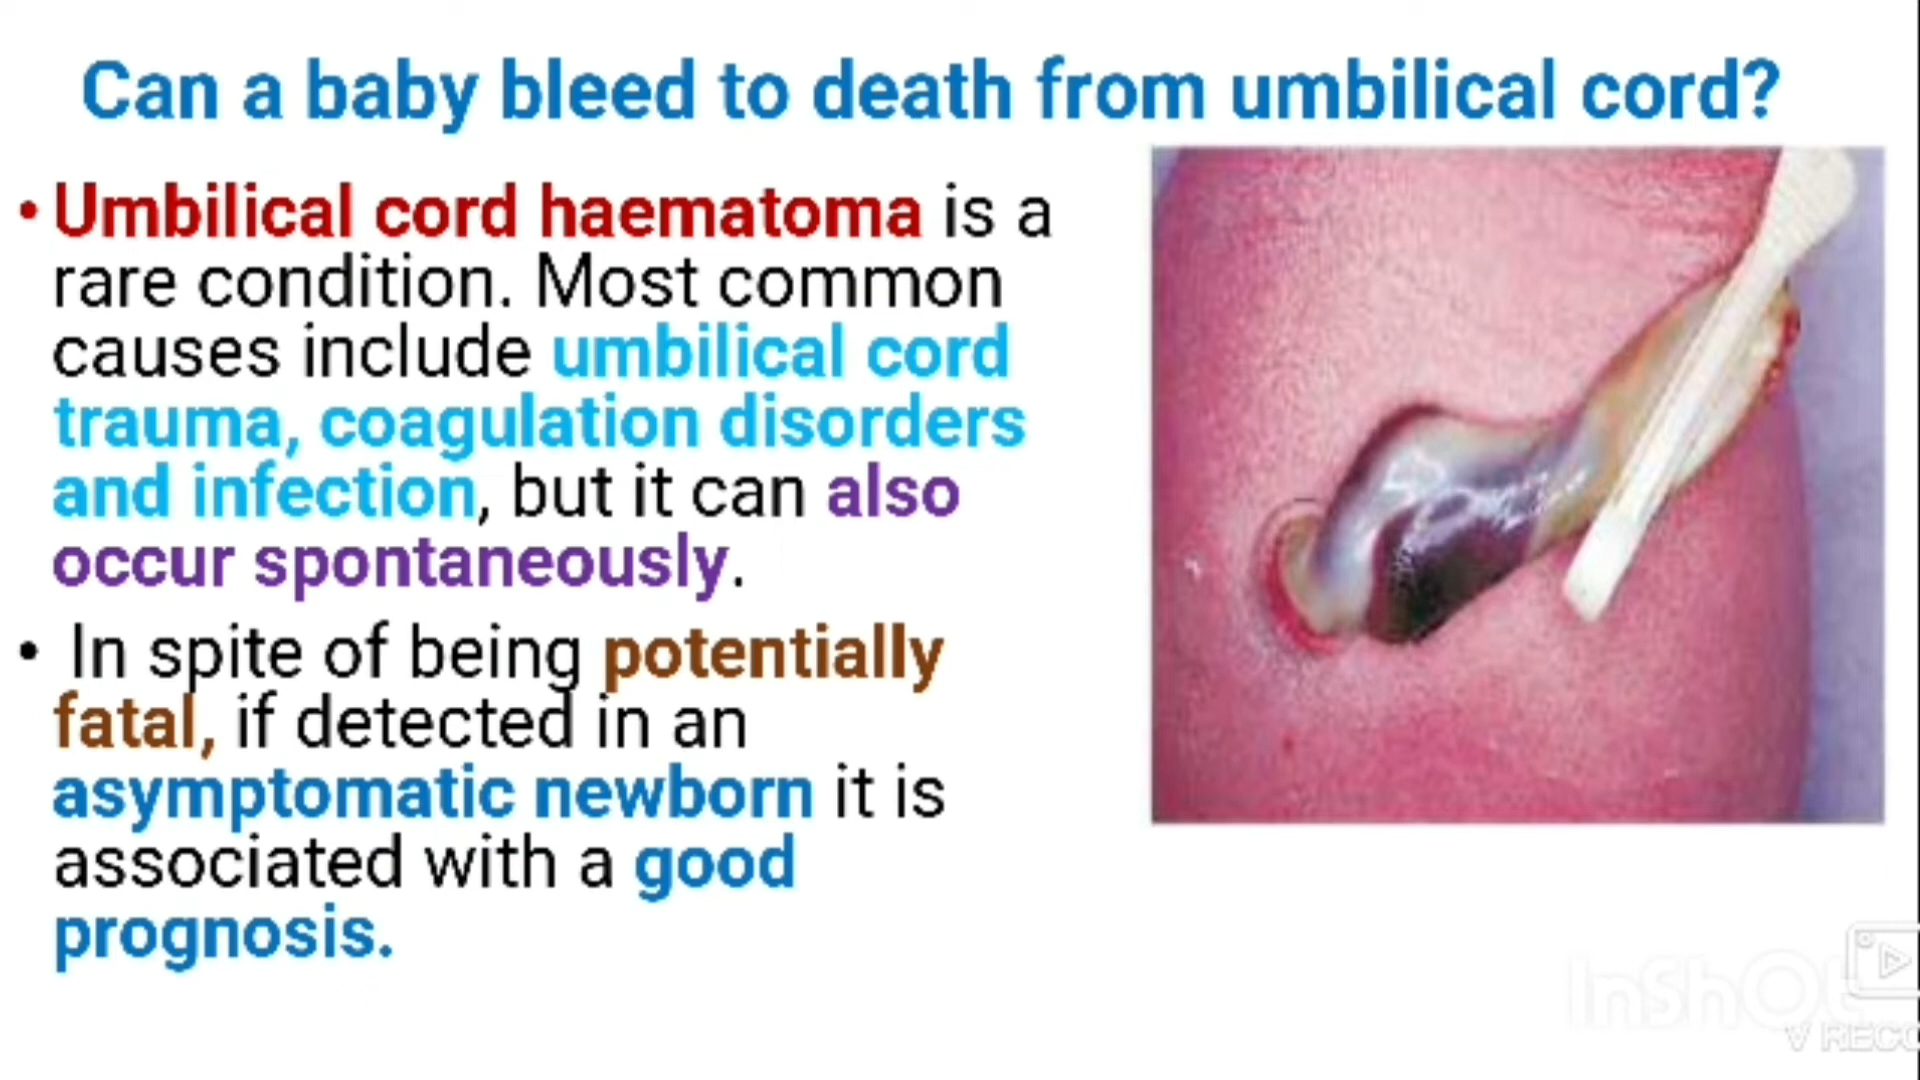 Can a baby bleed to death from umbilical cord?
• Umbilical cord haematoma is a
rare condition. Most common
causes include umbilical cord
trauma, coagulation disorders
and infection, but it can also
occur spontaneously.
• In spite of being potentially
fatal, if detected in an
asymptomatic newborn it is
associated with a good
prognosis.
InShOt
V RECO